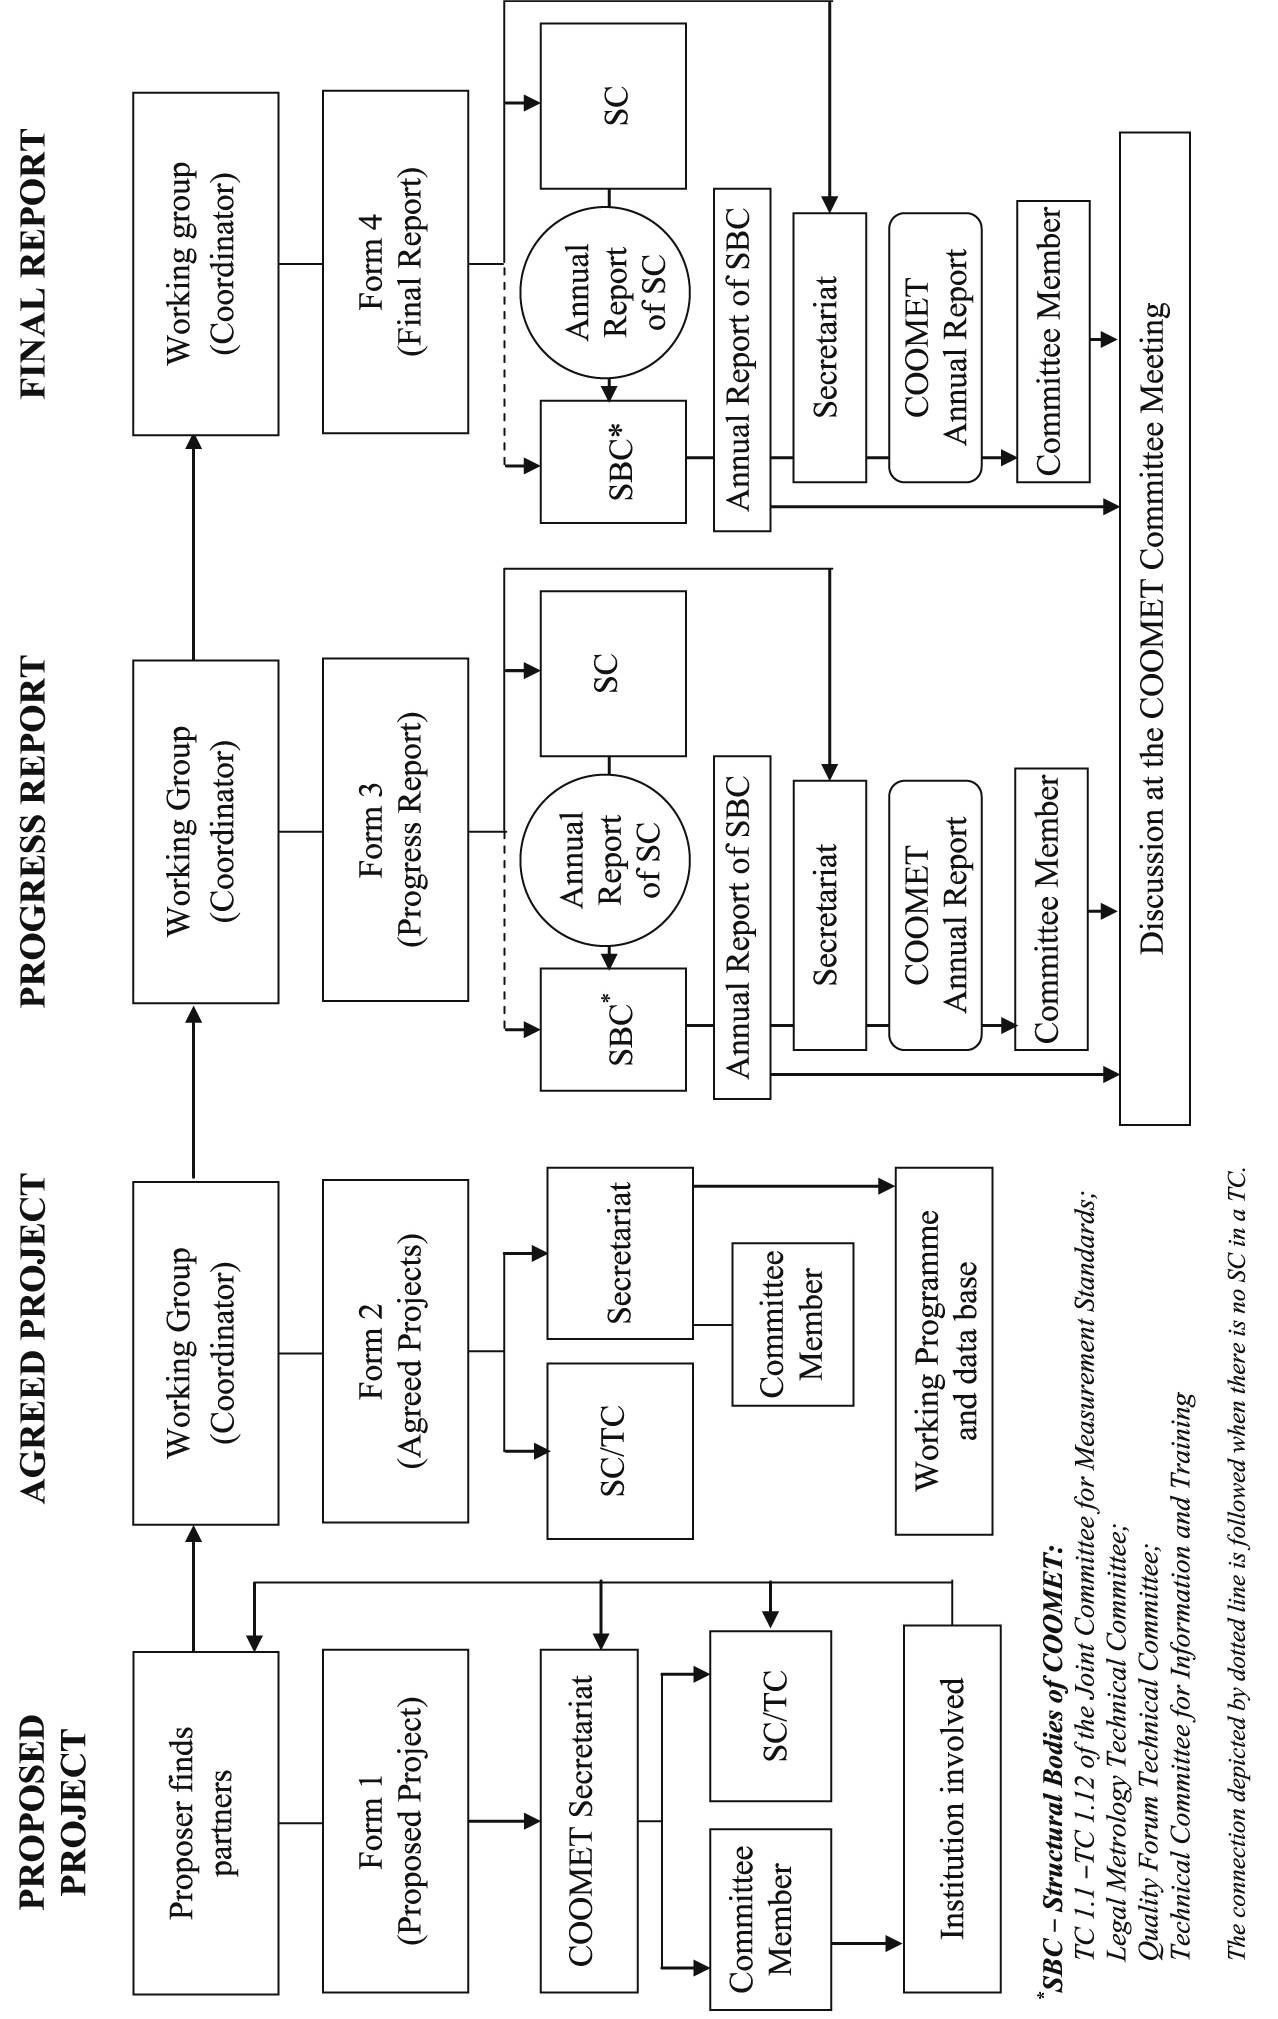 PROPOSED
PROJECT
Proposer finds
partners
Form 1
(Proposed Project)
COOMET Secretariat
Committee
Member
SC/TC
Institution involved
AGREED PROJECT
Working Group
(Coordinator)
Form 2
(Agreed Projects)
SC/TC
Secretariat
Committee
Member
Working Programme
and data base
PROGRESS REPORT
Working Group
(Coordinator)
Form 3
(Progress Report)
SBC*
Annual
Report
of SC
SC
Annual Report of SBC
Secretariat
COOMET
Annual Report
Committee Member
FINAL REPORT
Working group
(Coordinator)
Form 4
(Final Report)
SBC*
Annual
Report
of SC
SC
Annual Report of SBC
Secretariat
COOMET
Annual Report
Committee Member
Discussion at the COOMET Committee Meeting
*SBC – Structural Bodies of COOMET:
TC 1.1 –TC 1.12 of the Joint Committee for Measurement Standards;
Legal Metrology Technical Committee;
Quality Forum Technical Committee;
Technical Committee for Information and Training
The connection depicted by dotted line is followed when there is no SC in a TC.